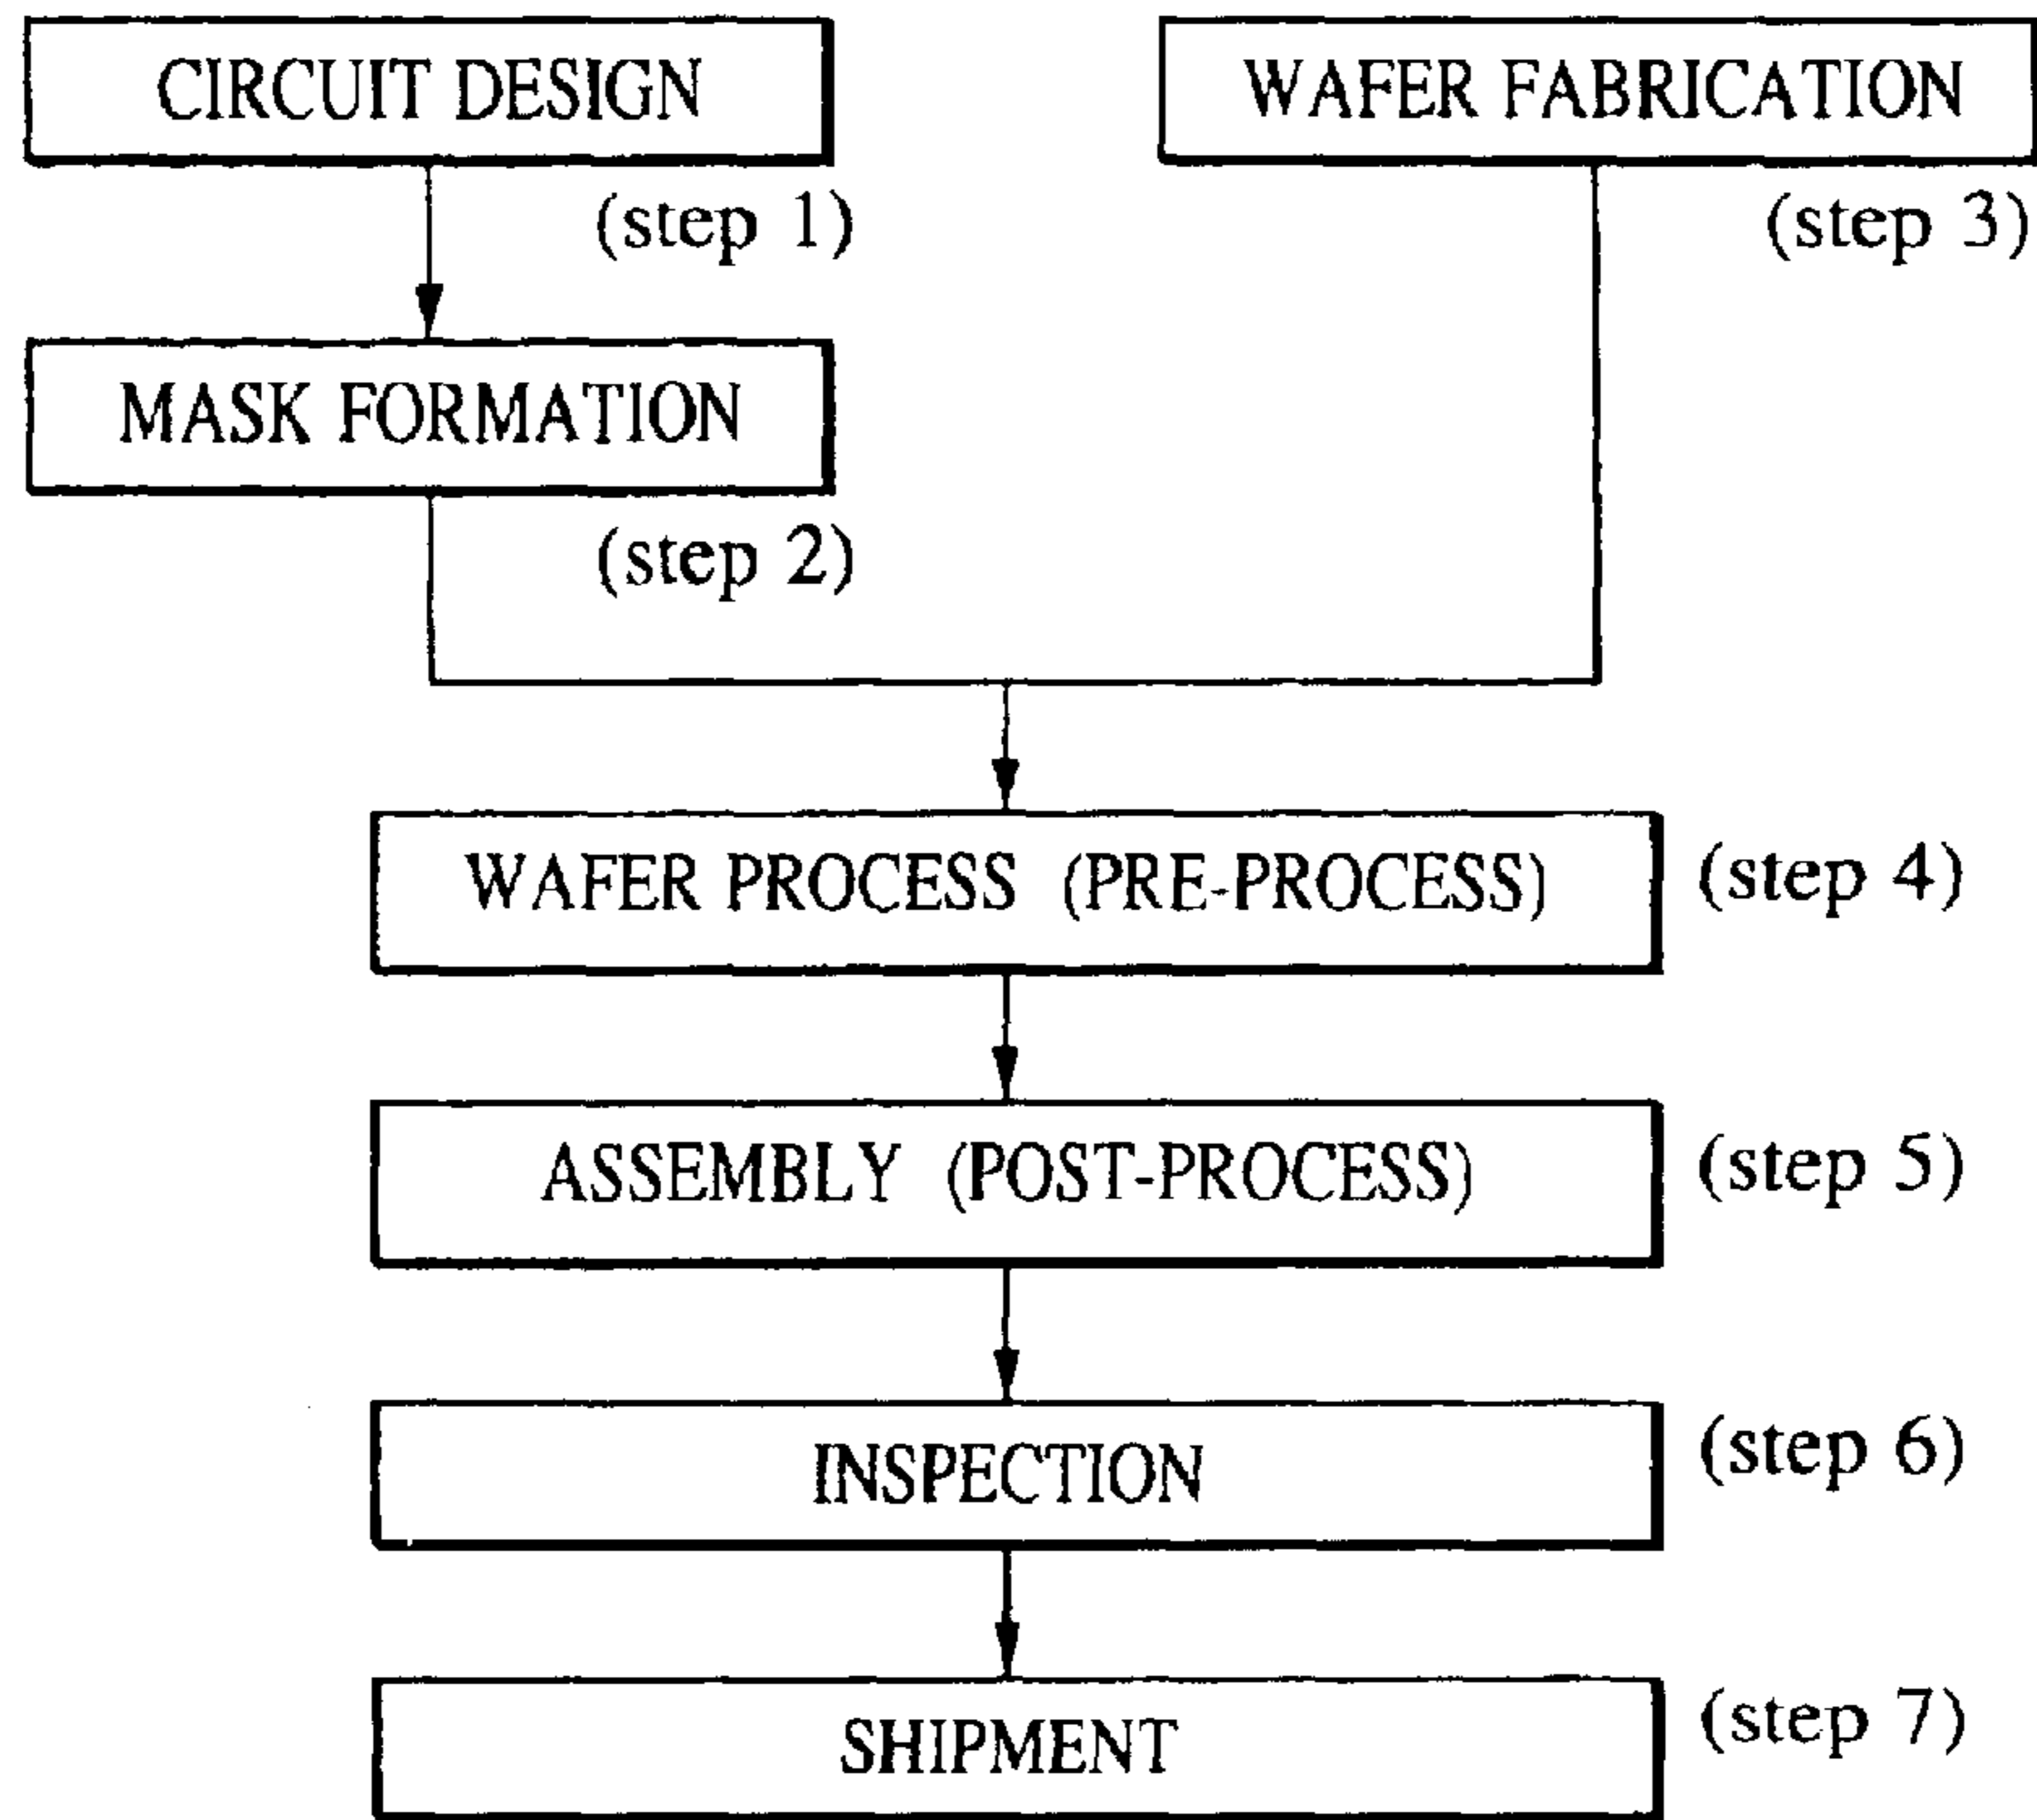 CIRCUIT DESIGN
(step 1)
WAFER FABRICATION
(step 3)
MASK FORMATION
(step 2)
WAFER PROCESS (PRE-PROCESS)
(step 4)
ASSEMBLY (POST-PROCESS)
(step 5)
INSPECTION
(step 6)
SHIPMENT
(step 7)